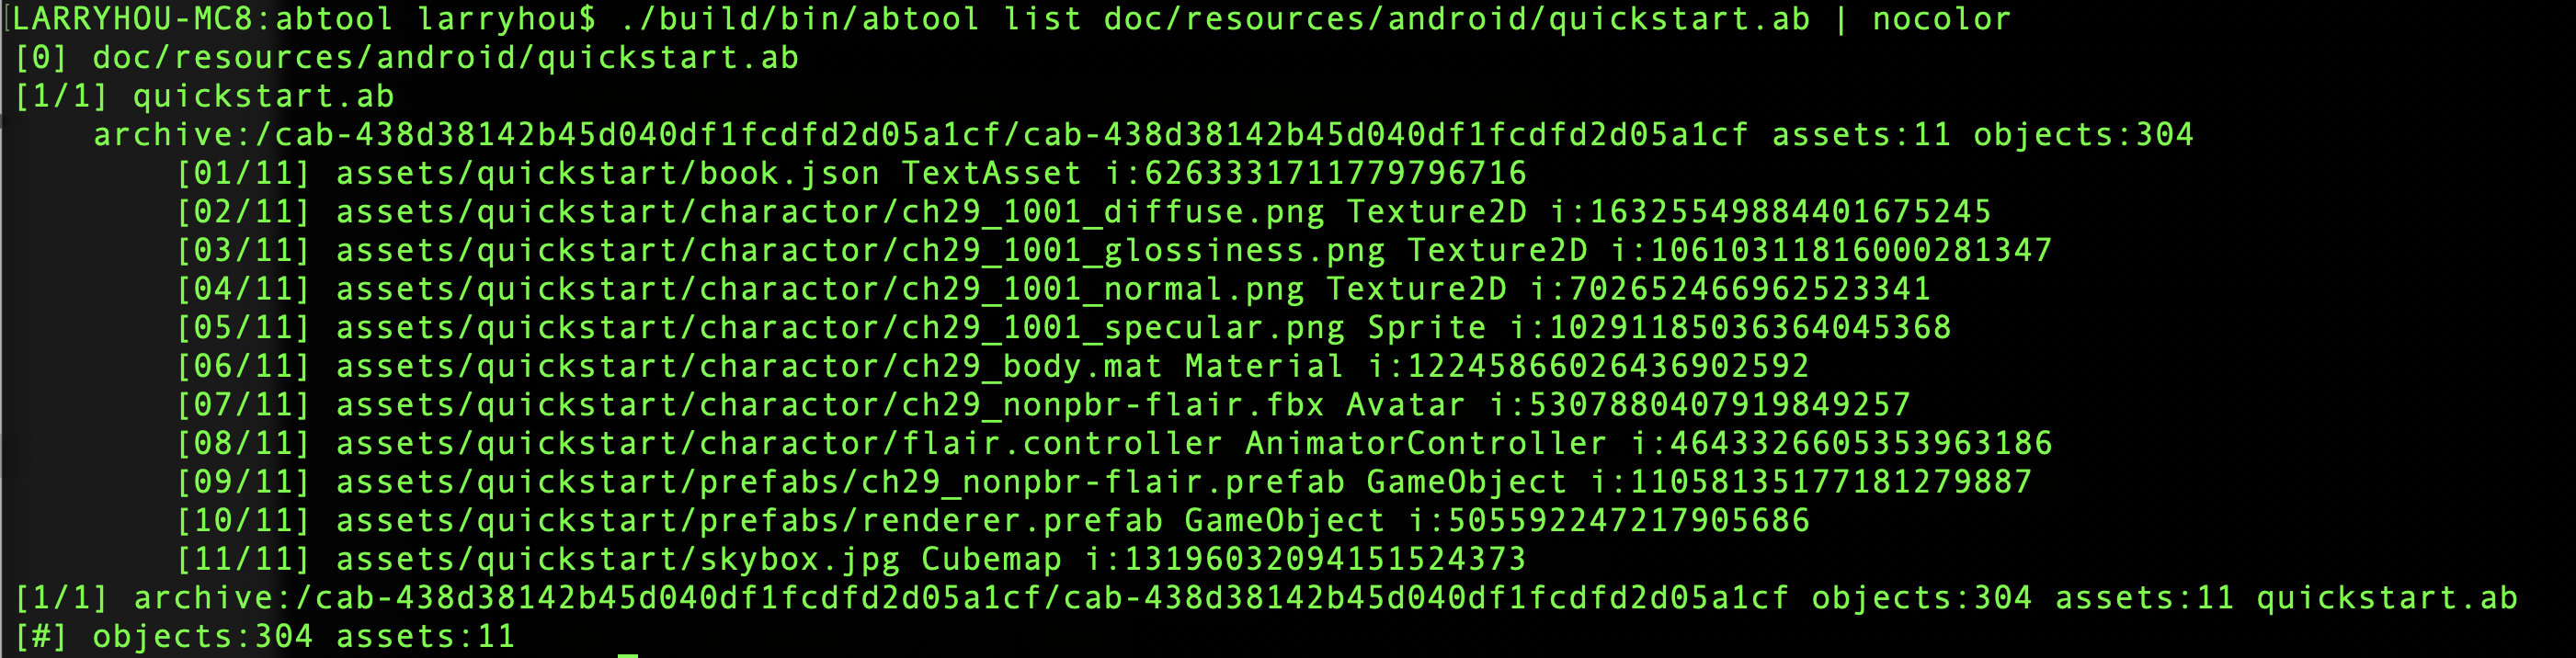 LARRYHOU-MC8:abtool larryhou$ ./build/bin/abtool list doc/resources/android/quickstart.ab | nocolor
[0] doc/resources/android/quickstart.ab
[1/1] quickstart.ab
archive:/cab-438d38142b45d040df1fcdfd2d05a1cf/cab-438d38142b45d040df1fcdfd2d05a1cf assets:11 objects:304
[01/11] assets/quickstart/book.json TextAsset i:6263331711779796716
[02/11] assets/quickstart/charactor/ch29_1001_diffuse.png Texture2D i:16325549884401675245
[03/11] assets/quickstart/charactor/ch29_1001_glossiness.png Texture2D i:10610311816000281347
[04/11] assets/quickstart/charactor/ch29_1001_normal.png Texture2D i:702652466962523341
[05/11] assets/quickstart/charactor/ch29_1001_specular.png Sprite i:10291185036364045368
[06/11] assets/quickstart/charactor/ch29_body.mat Material i:12245866026436902592
[07/11] assets/quickstart/charactor/ch29_nonpbr-flair.fbx Avatar i:5307880407919849257
[08/11] assets/quickstart/charactor/flair.controller AnimatorController i:4643326605353963186
[09/11] assets/quickstart/prefabs/ch29_nonpbr-flair.prefab GameObject i:11058135177181279887
[10/11] assets/quickstart/prefabs/renderer.prefab GameObject i:505592247217905686
[11/11] assets/quickstart/skybox.jpg Cubemap i:13196032094151524373
[1/1] archive:/cab-438d38142b45d040df1fcdfd2d05a1cf/cab-438d38142b45d040df1fcdfd2d05a1cf objects:304 assets:11 quickstart.ab
[#] objects:304 assets:11